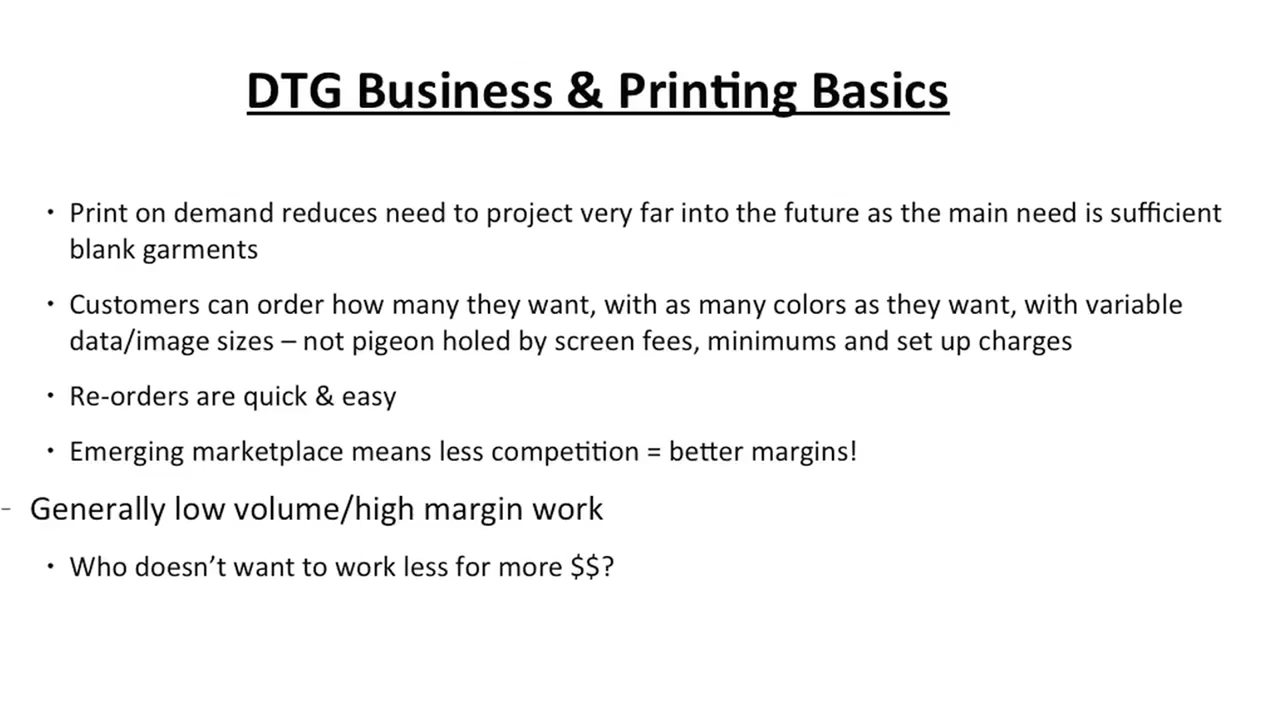 DTG Business & Printing Basics
• Print on demand reduces need to project very far into the future as the main need is sufficient
blank garments
• Customers can order how many they want, with as many colors as they want, with variable
data/image sizes – not pigeon holed by screen fees, minimums and set up charges
• Re-orders are quick & easy
• Emerging marketplace means less competition = better margins!
- Generally low volume/high margin work
• Who doesn’t want to work less for more $$?